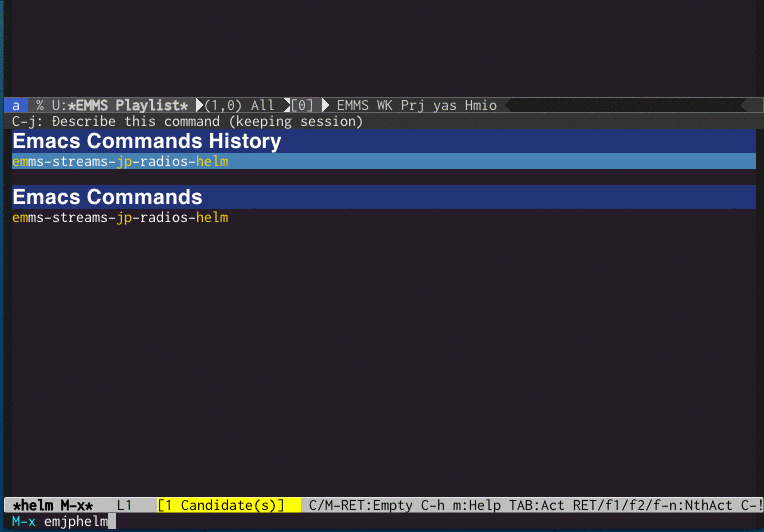 a % U:*EMMS Playlist* (1,0) All [0] EMMS WK Prj yas Hmio
C-j: Describe this command (keeping session)
Emacs Commands History
emms-streams-jp-radios-helm
Emacs Commands
emms-streams-jp-radios-helm
*helm M-x* L1 [1 Candidate(s)] C/M-RET:Empty C-h m:Help TAB:Act RET/f1/f2/f-n:NthAct C-!
M-x emjphelm